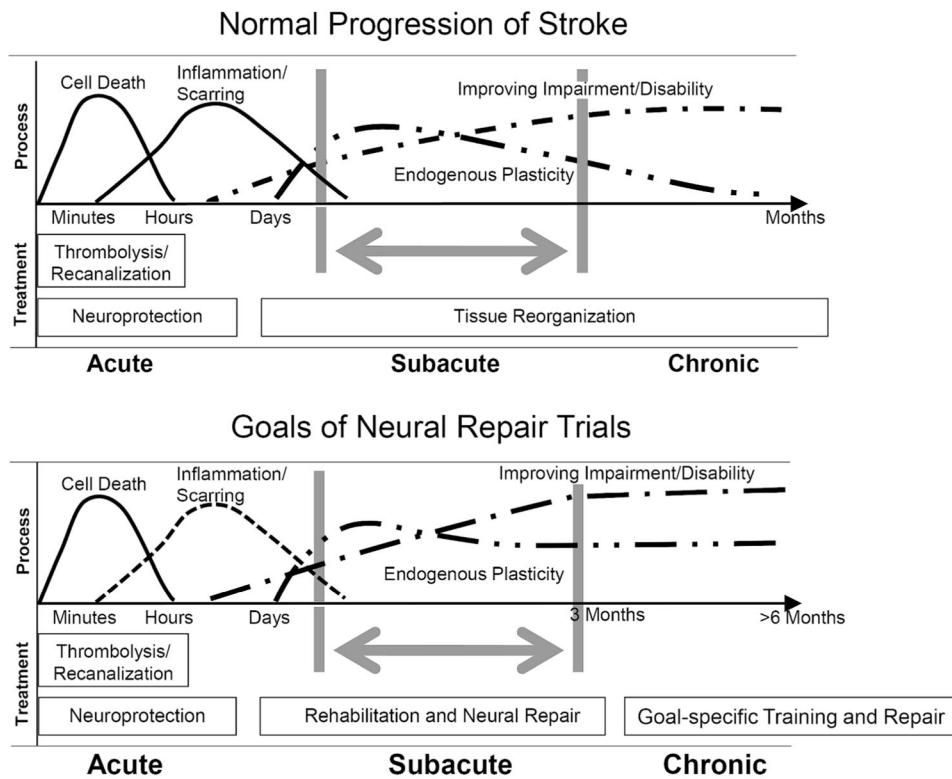 Normal Progression of Stroke
Cell Death
Inflammation/
Scarring
Improving Impairment/Disability
Process
Endogenous Plasticity
Minutes
Hours
Days
Months
Treatment
Thrombolysis/
Recanalization
Neuroprotection
Tissue Reorganization
Acute
Subacute
Chronic
Goals of Neural Repair Trials
Cell Death
Inflammation/
Scarring
Improving Impairment/Disability
Process
Endogenous Plasticity
Minutes
Hours
Days
3 Months
>6 Months
Treatment
Thrombolysis/
Recanalization
Neuroprotection
Rehabilitation and Neural Repair
Goal-specific Training and Repair
Acute
Subacute
Chronic